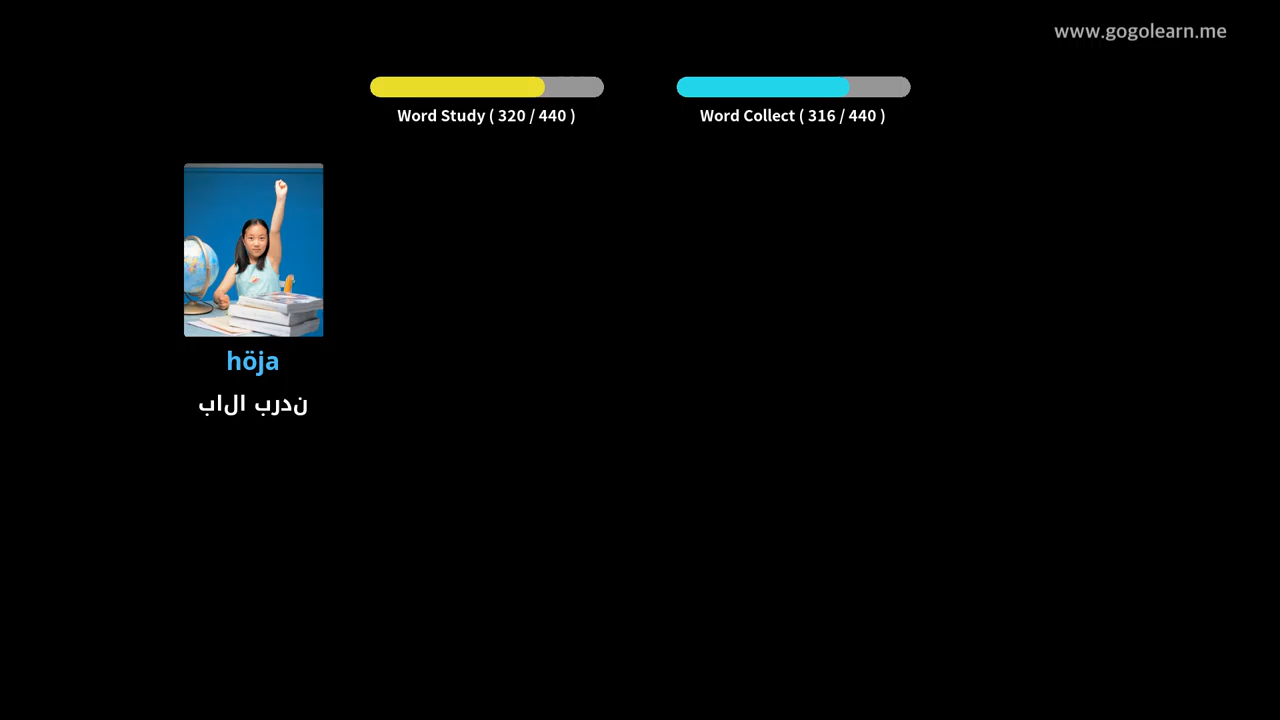 www.gogolearn.me
Word Study ( 320 / 440 )
Word Collect ( 316 / 440 )
höja
ندرب الاب